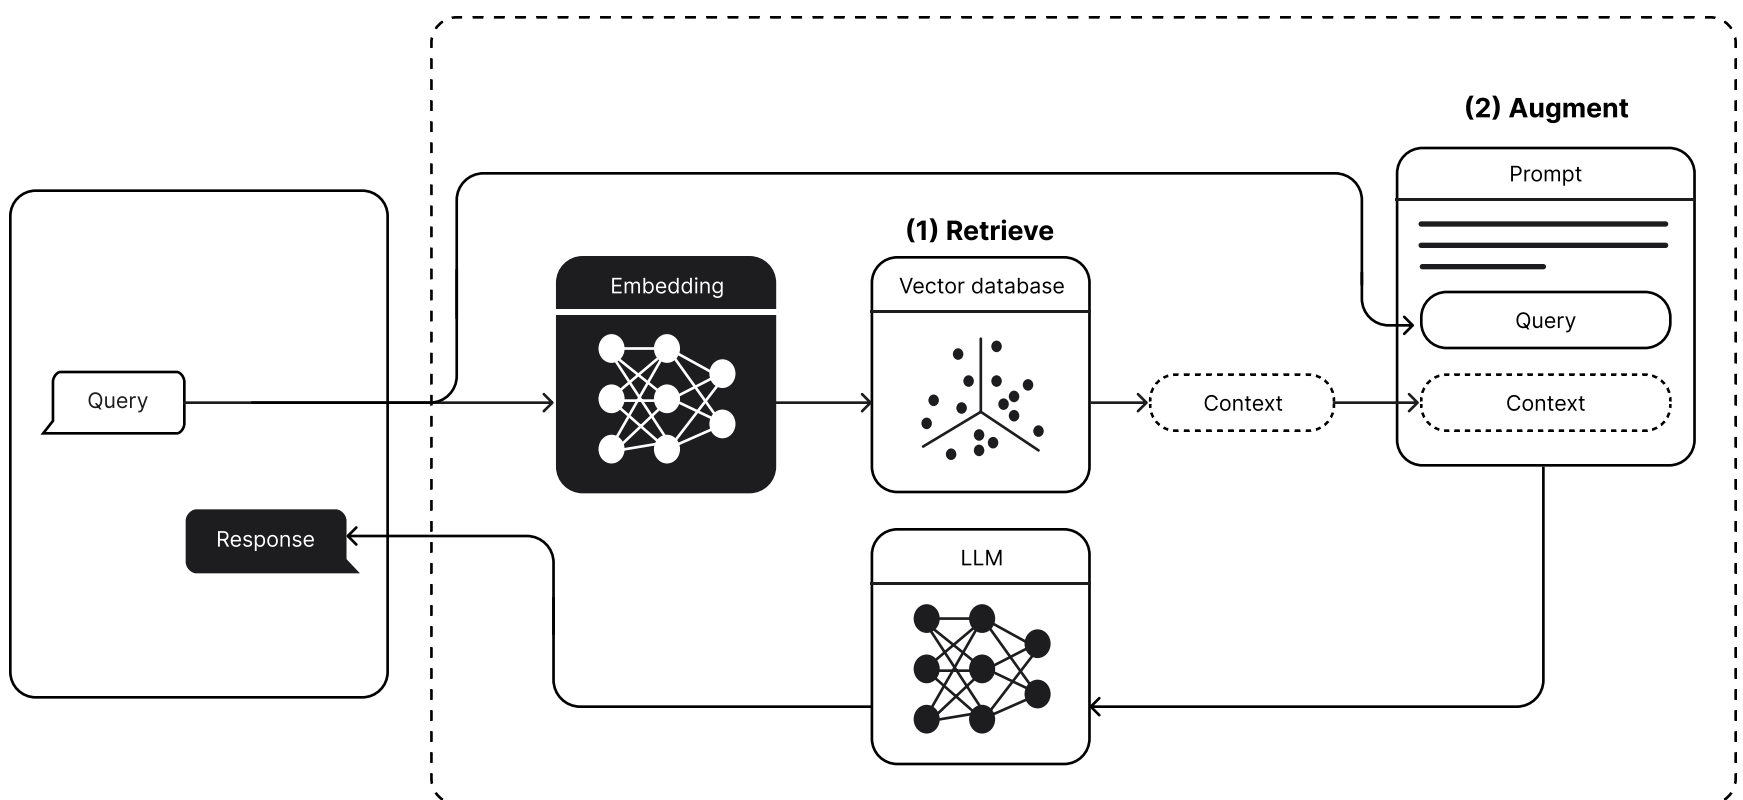 (2) Augment
Prompt
(1) Retrieve
Embedding
Vector database
Query
Query
Context
Context
Response
LLM